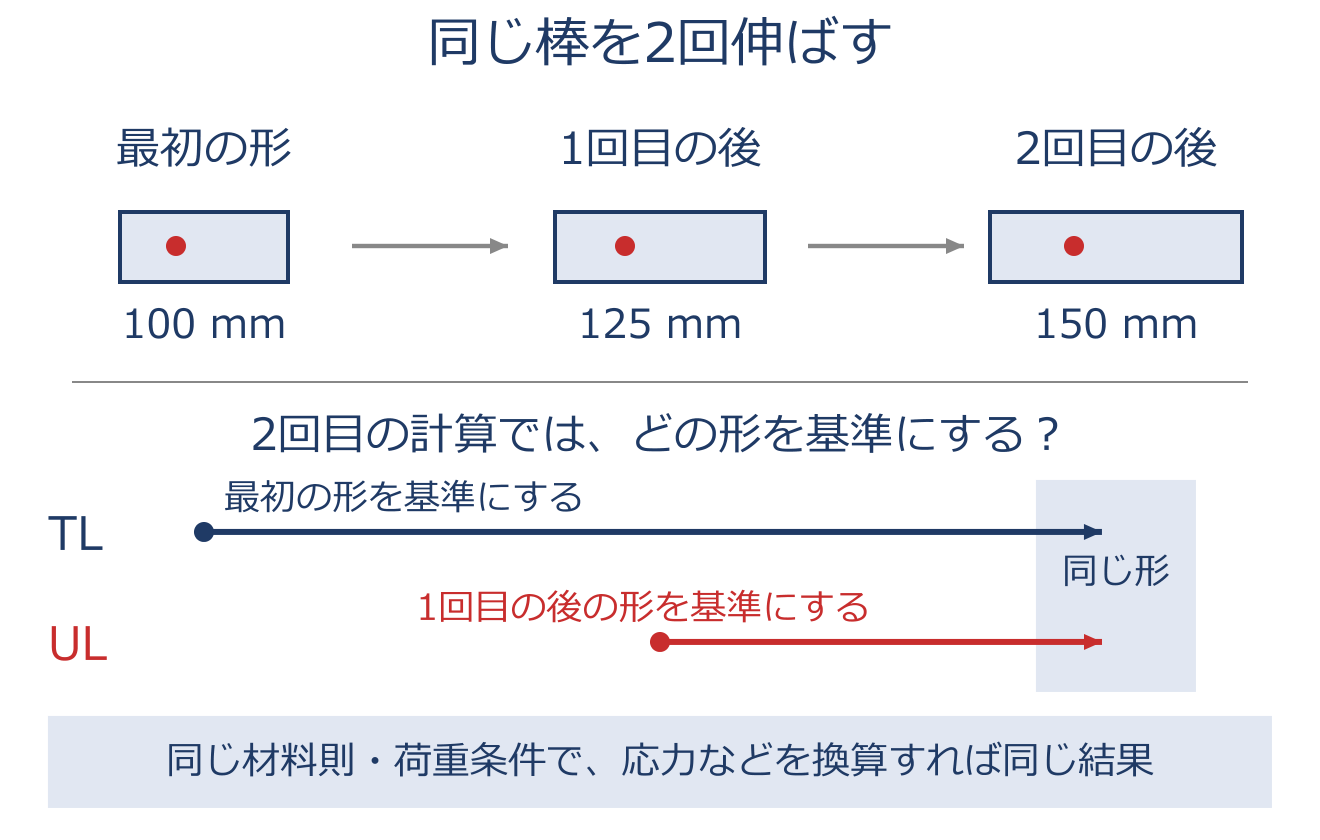 同じ棒を2回伸ばす
最初の形
1回目の後
2回目の後
100 mm
125 mm
150 mm
2回目の計算では、どの形を基準にする？
最初の形を基準にする
TL
同じ形
1回目の後の形を基準にする
UL
同じ材料則・荷重条件で、応力などを換算すれば同じ結果